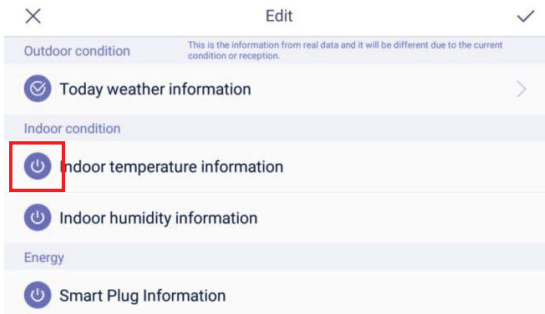 Edit
Outdoor condition
This is the information from real data and it will be different due to the current
condition or reception.
Today weather information
Indoor condition
Indoor temperature information
Indoor humidity information
Energy
Smart Plug Information